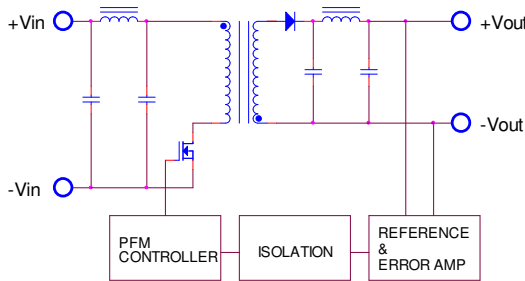 +Vin
+Vout
-Vout
-Vin
PFM
CONTROLLER
ISOLATION
REFERENCE
&
ERROR AMP